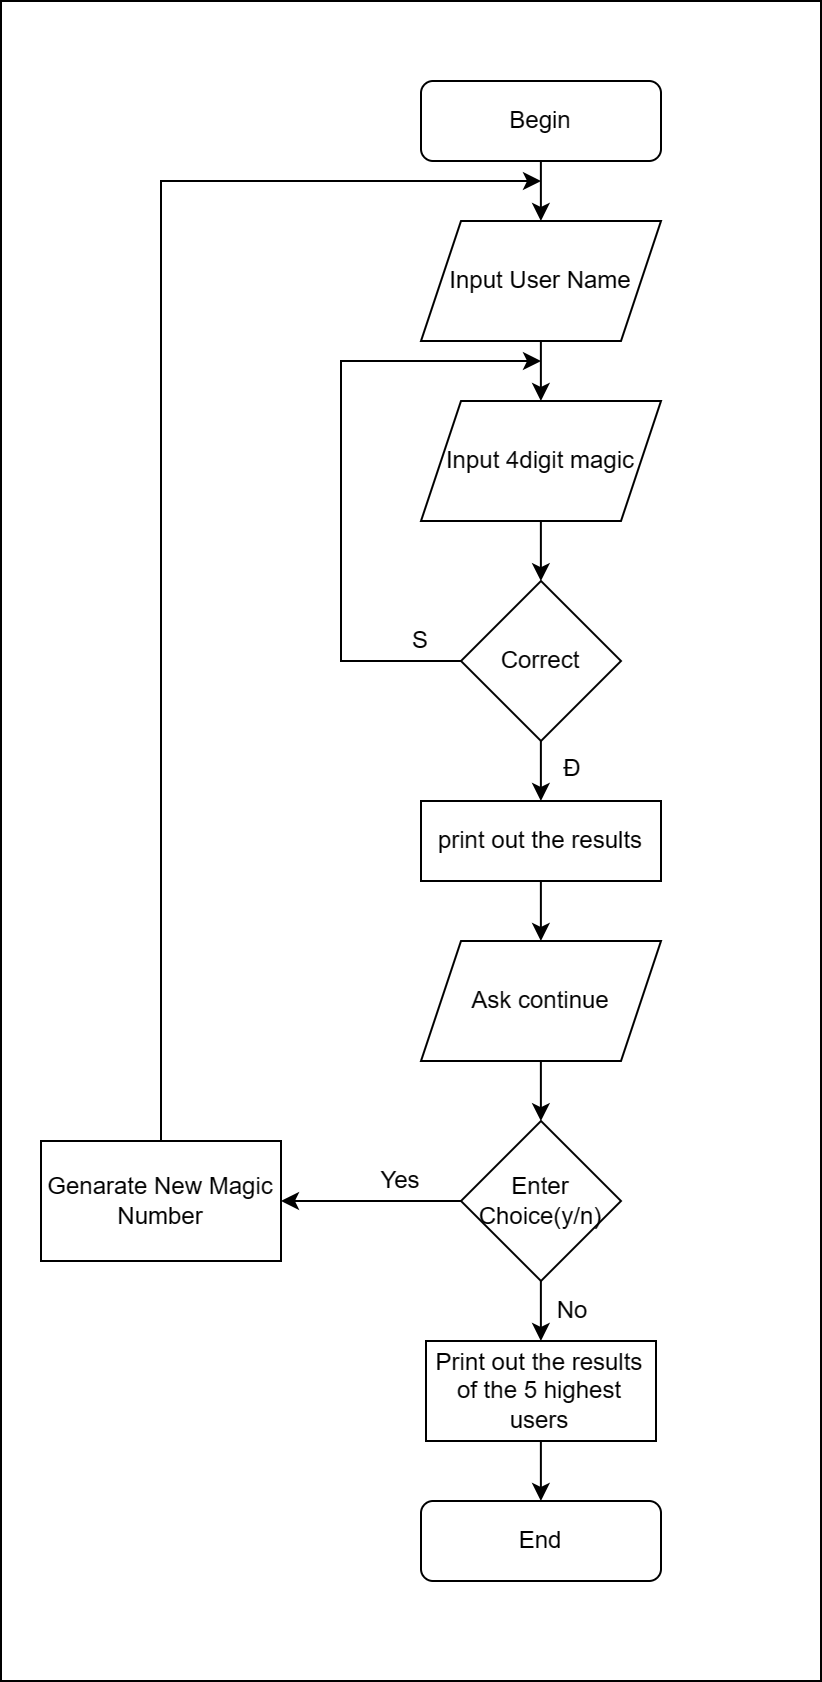 Begin
Input User Name
Input 4digit magic
Correct
S
Đ
print out the results
Ask continue
Enter
Choice(y/n)
Yes
Genarate New Magic
Number
No
Print out the results
of the 5 highest
users
End